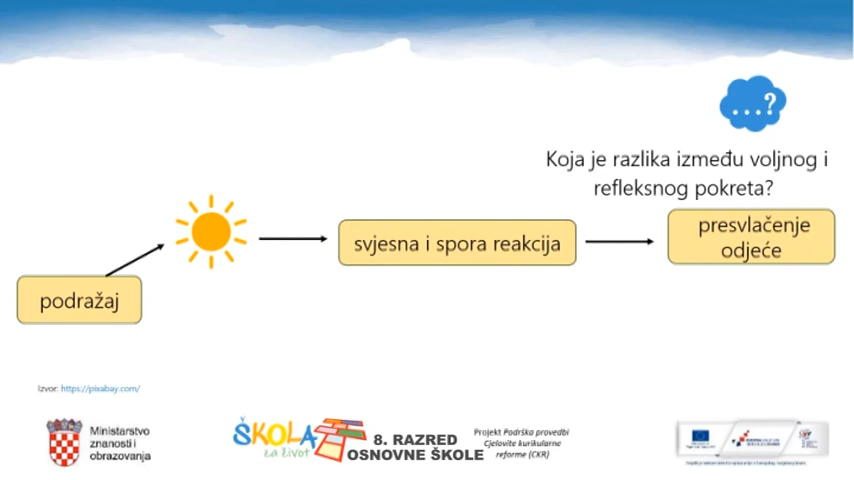 ...?
Koja je razlika između voljnog i
refleksnog pokreta?
presvlačenje
odjeće
svjesna i spora reakcija
podražaj
Izvor: https://pixabay.com/
Ministarstvo
znanosti i
obrazovanja
ŠKOLA
za život
8. RAZRED
OSNOVNE ŠKOLE
Projekt Podrška provedbi
Cjelovite kurikularne
reforme (CKR)